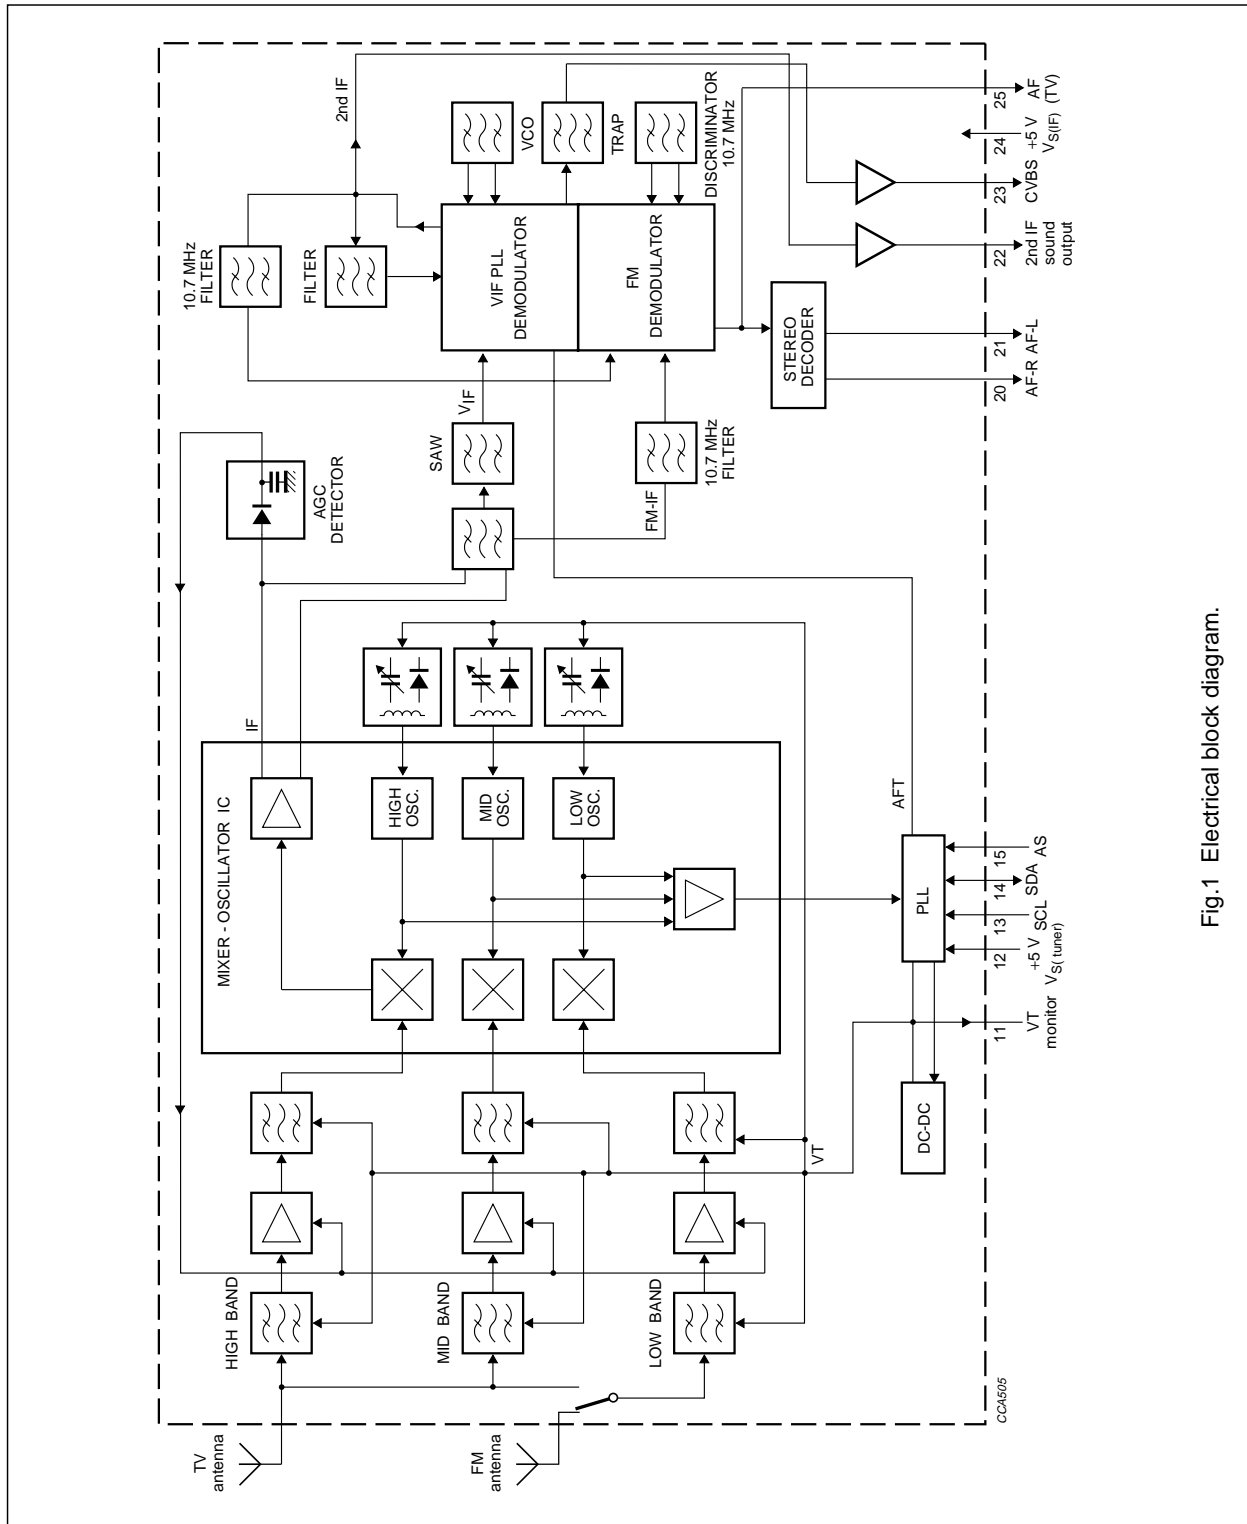 TV
antenna
FM
antenna
HIGH BAND
MID BAND
LOW BAND
MIXER - OSCILLATOR IC
HIGH
OSC.
MID
OSC.
LOW
OSC.
IF
VT
AGC
DETECTOR
SAW
VIF
FM-IF
10.7 MHz
FILTER
10.7 MHz
FILTER
FILTER
2nd IF
VIF PLL
DEMODULATOR
FM
DEMODULATOR
VCO
TRAP
DISCRIMINATOR
10.7 MHz
STEREO
DECODER
AFT
PLL
DC-DC
11
VT
monitor
12
+5 V
VS( tuner)
13
SCL
14
SDA
15
AS
20
AF-R
21
AF-L
22
2nd IF
sound
output
23
CVBS
24
+5 V
VS(IF)
25
AF
(TV)
CCA505
Fig.1 Electrical block diagram.